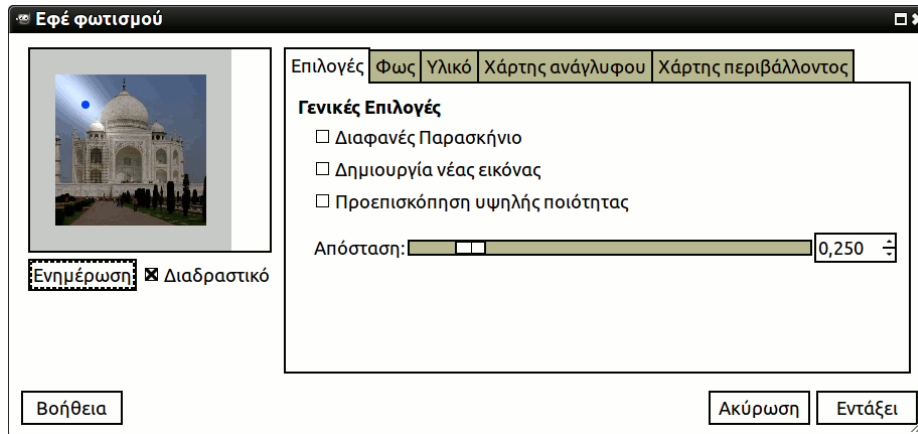 Εφέ φωτισμού
Επιλογές Φως Υλικό Χάρτης ανάγλυφου Χάρτης περιβάλλοντος
Γενικές Επιλογές
Διαφανές Παρασκήνιο
Δημιουργία νέας εικόνας
Προεπισκόπηση υψηλής ποιότητας
Απόσταση: 0,250
Ενημέρωση Διαδραστικό
Βοήθεια Ακύρωση Εντάξει